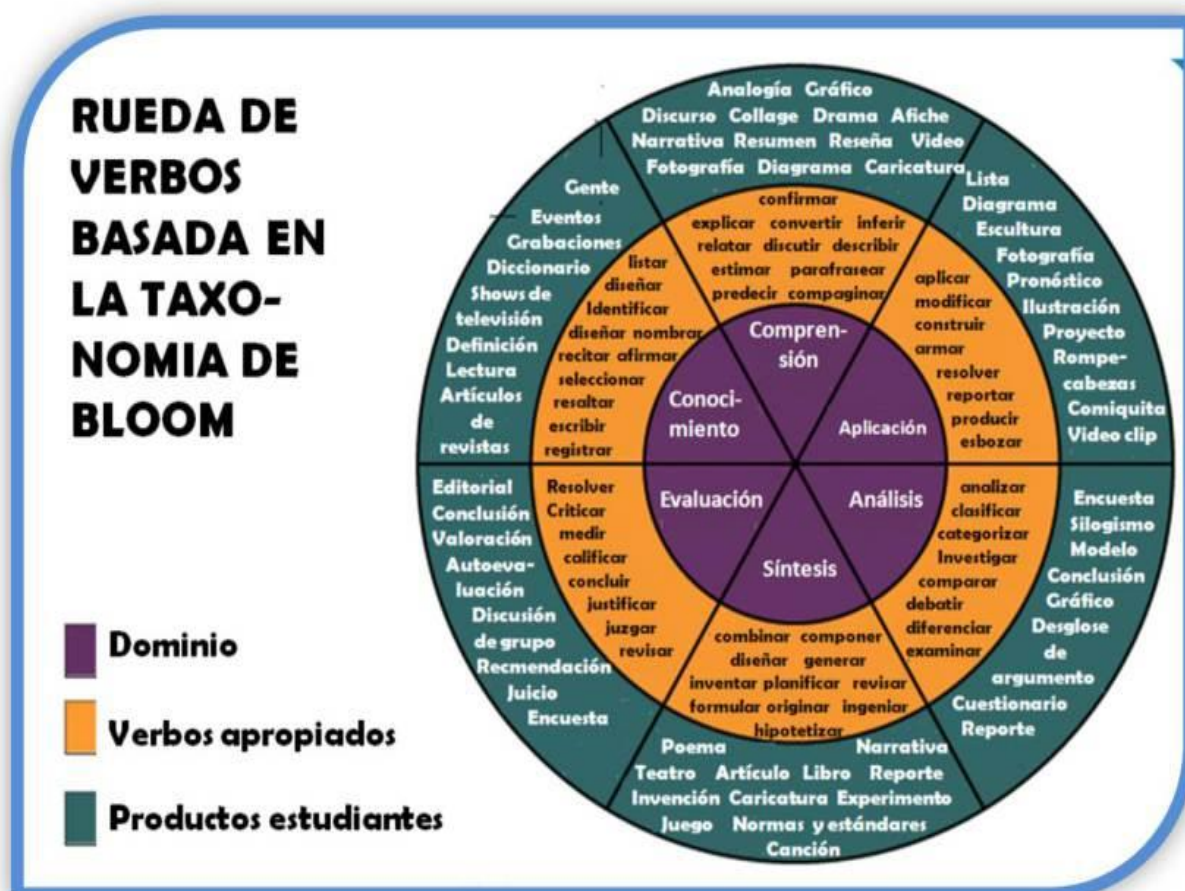 RUEDA DE
VERBOS
BASADA EN
LA TAXO-
NOMIA DE
BLOOM
Dominio
Verbos apropiados
Productos estudiantes
Analogía Gráfico
Discurso Collage Drama Afiche
Narrativa Resumen Reseña Video
Fotografía Diagrama Caricatura
confirmar
explicar convertir inferir
relatar discutir describir
estimar parafrasear
predecir compaginar
Compren-
sión
Lista
Diagrama
Escultura
Fotografía
Pronóstico
Ilustración
Proyecto
Rompe-
cabezas
Comiquita
Video clip
aplicar
modificar
construir
armar
resolver
reportar
producir
esbozar
Aplicación
Encuesta
Silogismo
Modelo
Conclusión
Gráfico
Desglose
de
argumento
Cuestionario
Reporte
analizar
clasificar
categorizar
Investigar
comparar
debatir
diferenciar
examinar
Análisis
Síntesis
combinar componer
diseñar generar
inventar planificar revisar
formular originar ingeniar
hipotetizar
Poema Narrativa
Teatro Artículo Libro Reporte
Invención Caricatura Experimento
Juego Normas y estándares
Canción
Evaluación
Resolver
Criticar
medir
calificar
concluir
justificar
juzgar
revisar
Editorial
Conclusión
Valoración
Autoeva-
luación
Discusión
de grupo
Recmendación
Juicio
Encuesta
Conoci-
miento
listar
diseñar
Identificar
diseñar nombrar
recitar afirmar
seleccionar
resaltar
escribir
registrar
Gente
Eventos
Grabaciones
Diccionario
Shows de
televisión
Definición
Lectura
Artículos
de
revistas